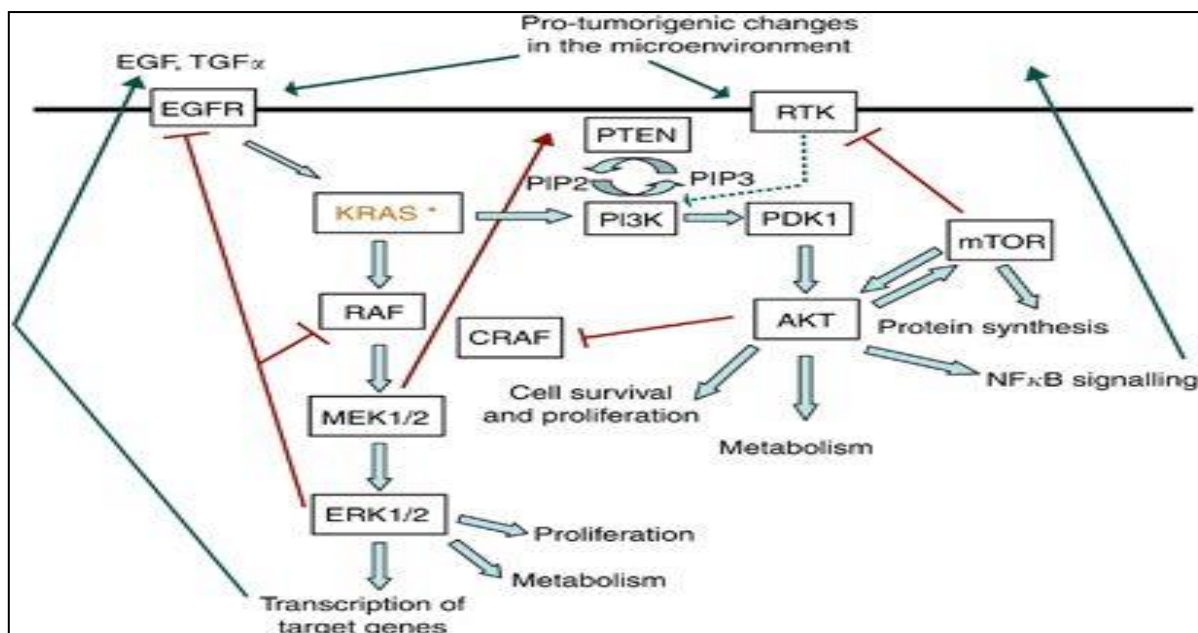 Pro-tumorigenic changes
in the microenvironment
EGF, TGFα
EGFR
RTK
PTEN
PIP2
PIP3
KRAS *
PI3K
PDK1
mTOR
RAF
CRAF
AKT
Protein synthesis
NFκB signalling
Cell survival
and proliferation
MEK1/2
Metabolism
ERK1/2
Proliferation
Metabolism
Transcription of
target genes